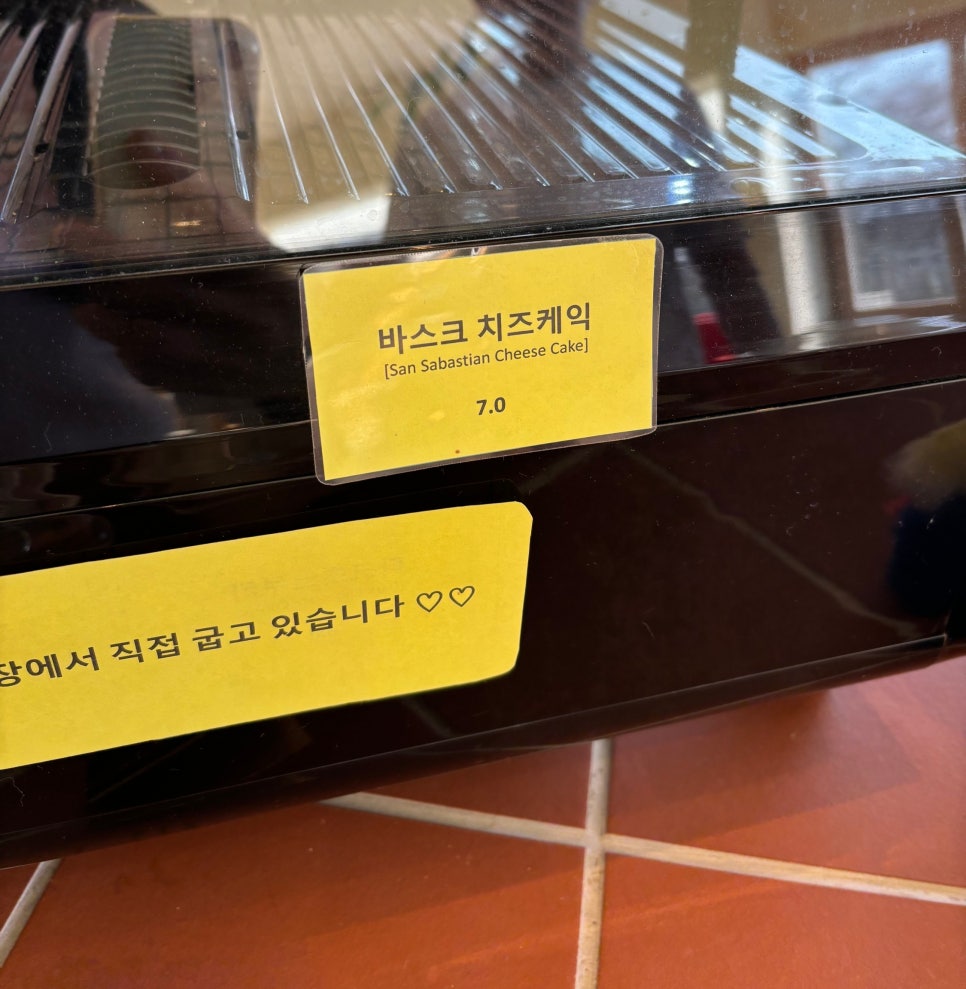 바스크 치즈케익
[San Sabastian Cheese Cake]
7.0
장에서 직접 굽고 있습니다 ♡♡